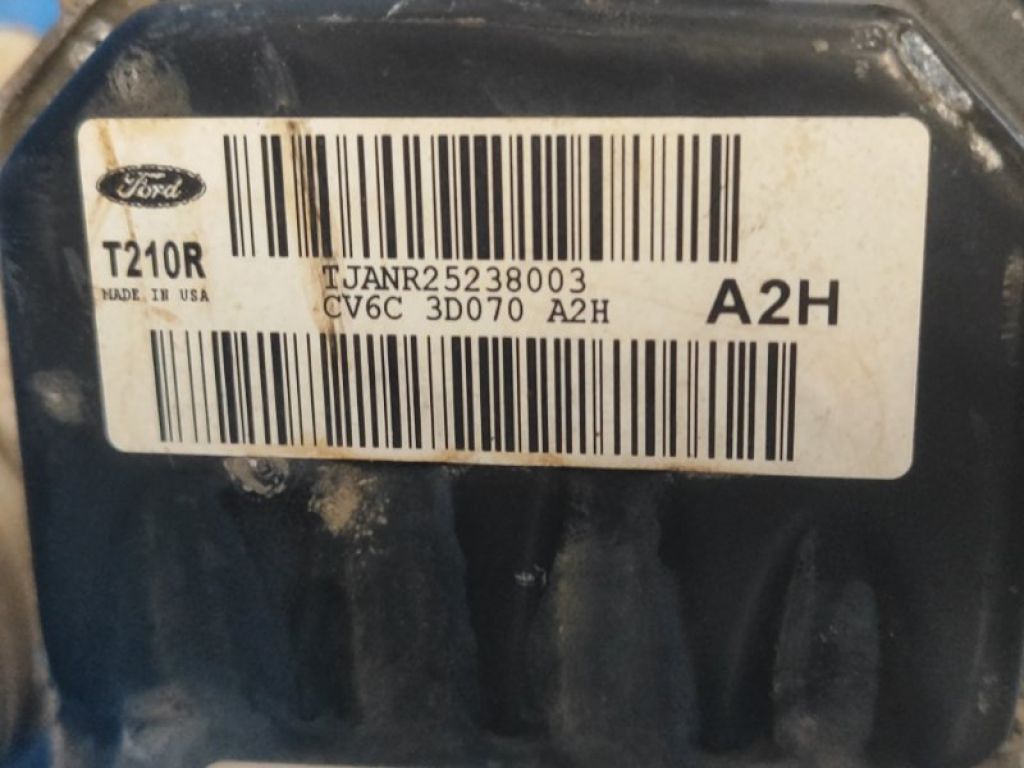 Ford
T210R
MADE IN USA
TJANR25238003
CV6C 3D070 A2H
A2H